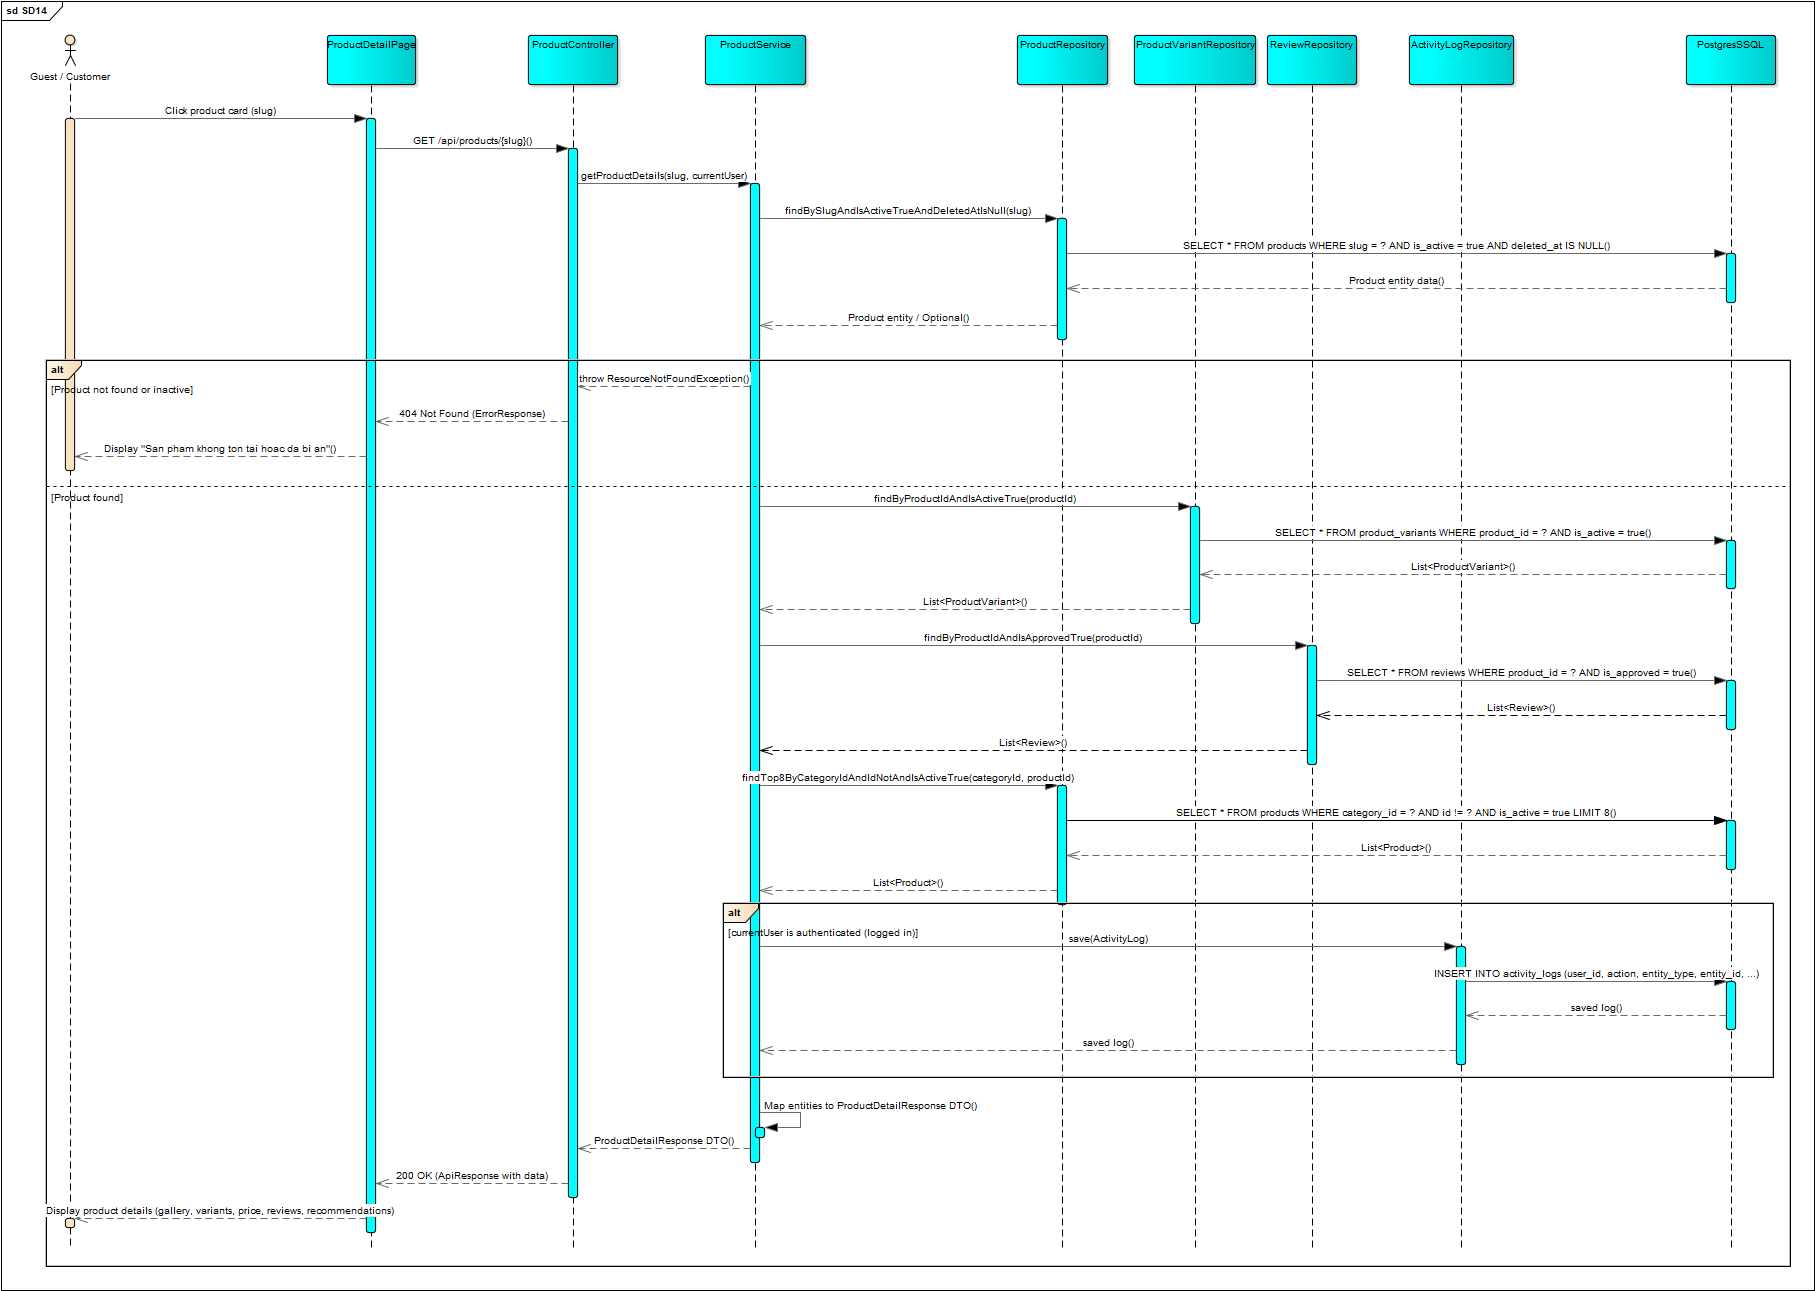 sd SD14
Guest / Customer
ProductDetailPage
ProductController
ProductService
ProductRepository
ProductVariantRepository
ReviewRepository
ActivityLogRepository
PostgresSSQL
Click product card (slug)
GET /api/products/{slug}()
getProductDetails(slug, currentUser)
findBySlugAndIsActiveTrueAndDeletedAtIsNull(slug)
SELECT * FROM products WHERE slug = ? AND is_active = true AND deleted_at IS NULL()
Product entity data()
Product entity / Optional()
alt
[Product not found or inactive]
throw ResourceNotFoundException()
404 Not Found (ErrorResponse)
Display "San pham khong ton tai hoac da bi an"()
[Product found]
findByProductIdAndIsActiveTrue(productId)
SELECT * FROM product_variants WHERE product_id = ? AND is_active = true()
List<ProductVariant>()
List<ProductVariant>()
findByProductIdAndIsApprovedTrue(productId)
SELECT * FROM reviews WHERE product_id = ? AND is_approved = true()
List<Review>()
List<Review>()
findTop8ByCategoryIdAndIdNotAndIsActiveTrue(categoryId, productId)
SELECT * FROM products WHERE category_id = ? AND id != ? AND is_active = true LIMIT 8()
List<Product>()
List<Product>()
alt
[currentUser is authenticated (logged in)]
save(ActivityLog)
INSERT INTO activity_logs (user_id, action, entity_type, entity_id, ...)
saved log()
saved log()
Map entities to ProductDetailResponse DTO()
ProductDetailResponse DTO()
200 OK (ApiResponse with data)
Display product details (gallery, variants, price, reviews, recommendations)